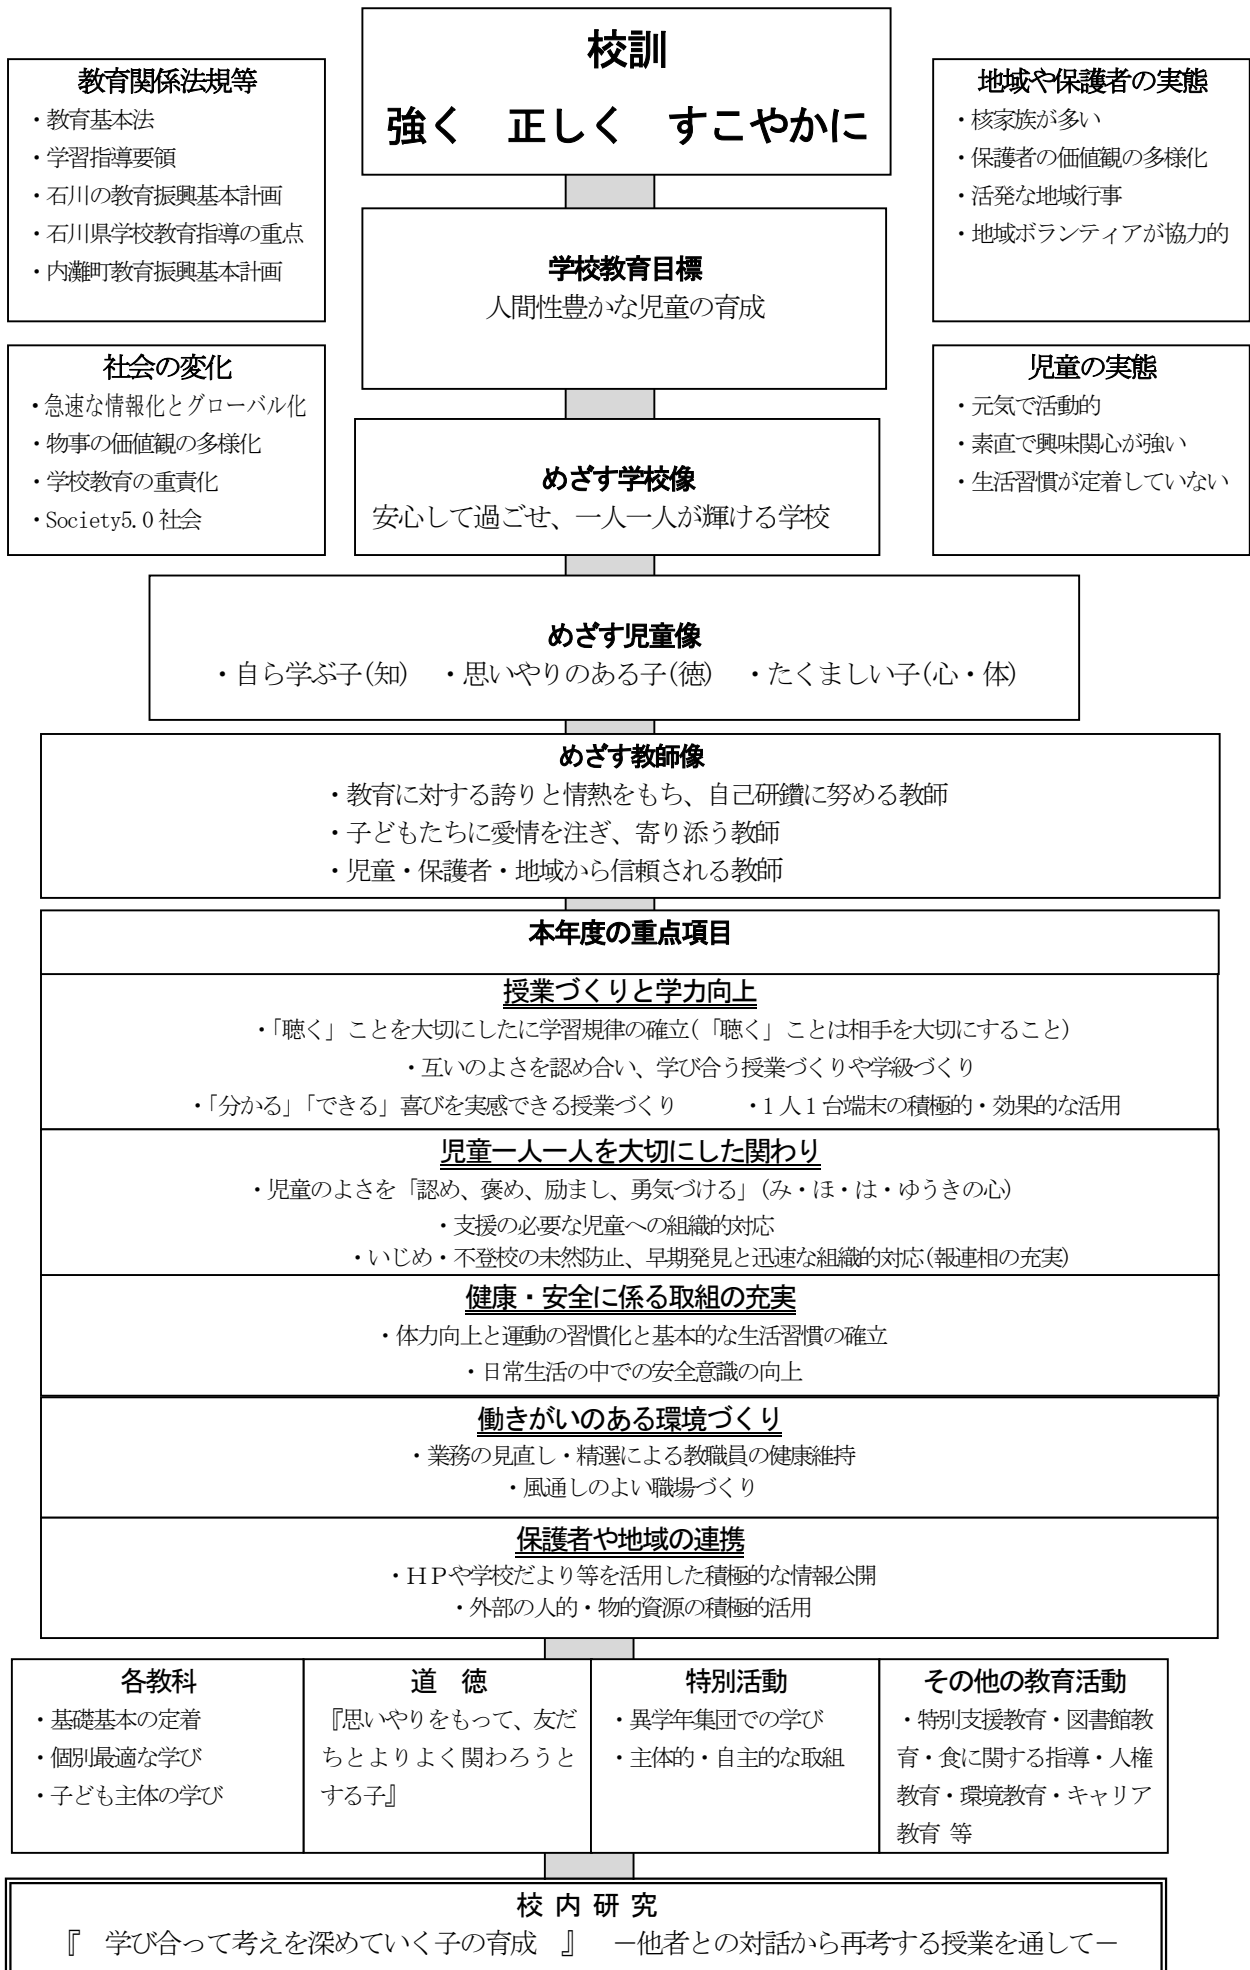 校訓
強く 正しく すこやかに
教育関係法規等
・教育基本法
・学習指導要領
・石川の教育振興基本計画
・石川県学校教育指導の重点
・内灘町教育振興基本計画
地域や保護者の実態
・核家族が多い
・保護者の価値観の多様化
・活発な地域行事
・地域ボランティアが協力的
学校教育目標
人間性豊かな児童の育成
社会の変化
・急速な情報化とグローバル化
・物事の価値観の多様化
・学校教育の重責化
・Society5.0 社会
児童の実態
・元気で活動的
・素直で興味関心が強い
・生活習慣が定着していない
めざす学校像
安心して過ごせ、一人一人が輝ける学校
めざす児童像
・自ら学ぶ子(知) ・思いやりのある子(徳) ・たくましい子(心・体)
めざす教師像
・教育に対する誇りと情熱をもち、自己研鑽に努める教師
・子どもたちに愛情を注ぎ、寄り添う教師
・児童・保護者・地域から信頼される教師
本年度の重点項目
授業づくりと学力向上
・「聴く」ことを大切にしたに学習規律の確立(「聴く」ことは相手を大切にすること)
・互いのよさを認め合い、学び合う授業づくりや学級づくり
・「分かる」「できる」喜びを実感できる授業づくり ・1人1台端末の積極的・効果的な活用
児童一人一人を大切にした関わり
・児童のよさを「認め、褒め、励まし、勇気づける」(み・ほ・は・ゆうきの心)
・支援の必要な児童への組織的対応
・いじめ・不登校の未然防止、早期発見と迅速な組織的対応(報連相の充実)
健康・安全に係る取組の充実
・体力向上と運動の習慣化と基本的な生活習慣の確立
・日常生活の中での安全意識の向上
働きがいのある環境づくり
・業務の見直し・精選による教職員の健康維持
・風通しのよい職場づくり
保護者や地域の連携
・HPや学校だより等を活用した積極的な情報公開
・外部の人的・物的資源の積極的活用
各教科
・基礎基本の定着
・個別最適な学び
・子ども主体の学び
道 徳
『思いやりをもって、友だ
ちとよりよく関わろうと
する子』
特別活動
・異学年集団での学び
・主体的・自主的な取組
その他の教育活動
・特別支援教育・図書館教
育・食に関する指導・人権
教育・環境教育・キャリア
教育 等
校 内 研 究
『 学び合って考えを深めていく子の育成 』 －他者との対話から再考する授業を通して－